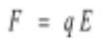 F = qE